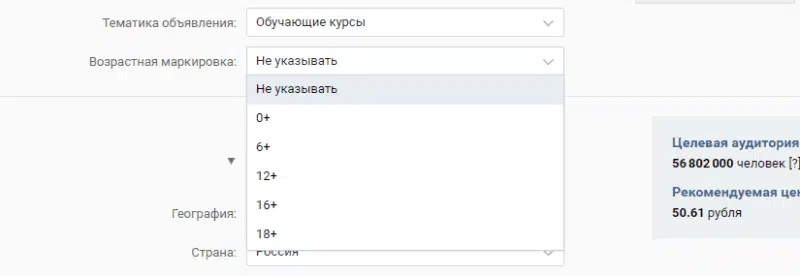 Тематика объявления: Обучающие курсы
Возрастная маркировка: Не указывать
Не указывать
0+
6+
12+
16+
18+
Целевая аудитория
56 802 000 человек [?]
Рекомендуемая
50.61 рубля
География:
Страна: Россия